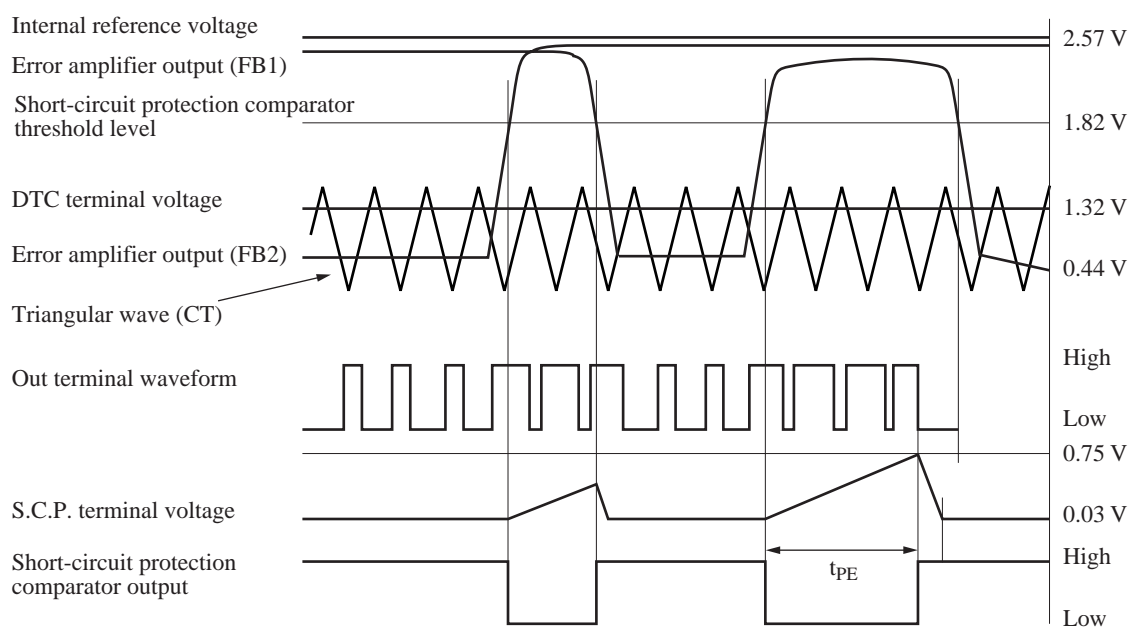 Internal reference voltage
2.57 V
Error amplifier output (FB1)
Short-circuit protection comparator
threshold level
1.82 V
DTC terminal voltage
1.32 V
Error amplifier output (FB2)
0.44 V
Triangular wave (CT)
High
Out terminal waveform
Low
0.75 V
S.C.P. terminal voltage
0.03 V
Short-circuit protection
comparator output
High
tPE
Low